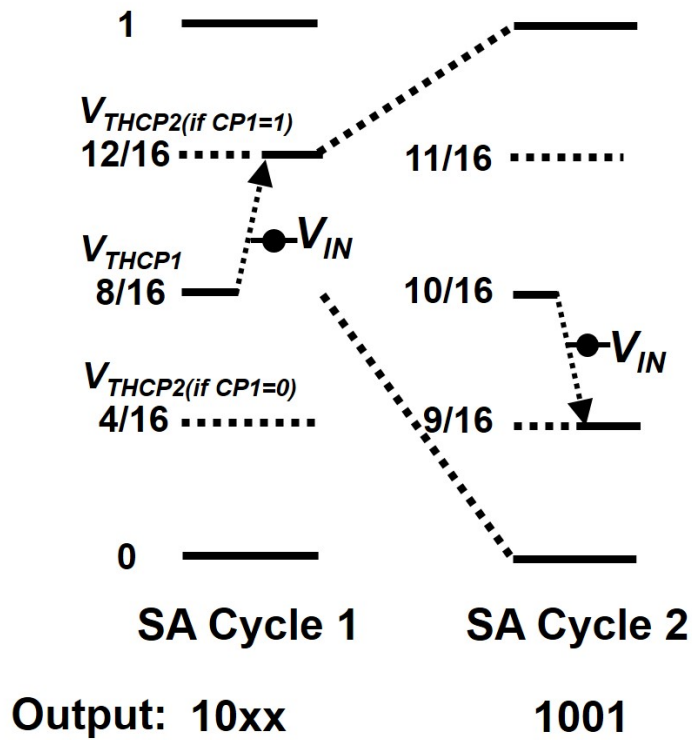 1
V_THCP2(if CP1=1)
12/16
11/16
V_IN
V_THCP1
8/16
10/16
V_IN
V_THCP2(if CP1=0)
4/16
9/16
0
SA Cycle 1
SA Cycle 2
Output: 10xx
1001